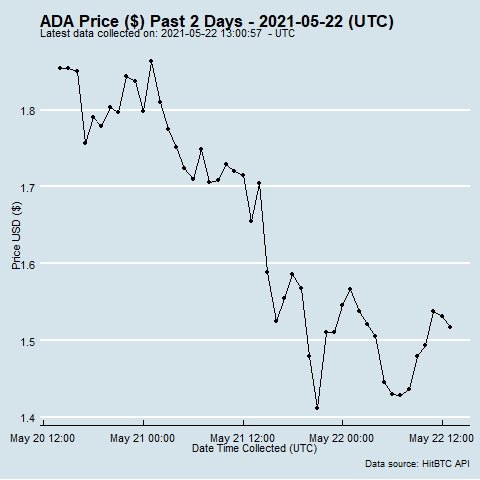 ADA Price ($) Past 2 Days - 2021-05-22 (UTC)
Latest data collected on: 2021-05-22 13:00:57 - UTC
1.8
1.7
1.6
1.5
1.4
Price USD ($)
May 20 12:00 May 21 00:00 May 21 12:00 May 22 00:00 May 22 12:00
Date Time Collected (UTC)
Data source: HitBTC API